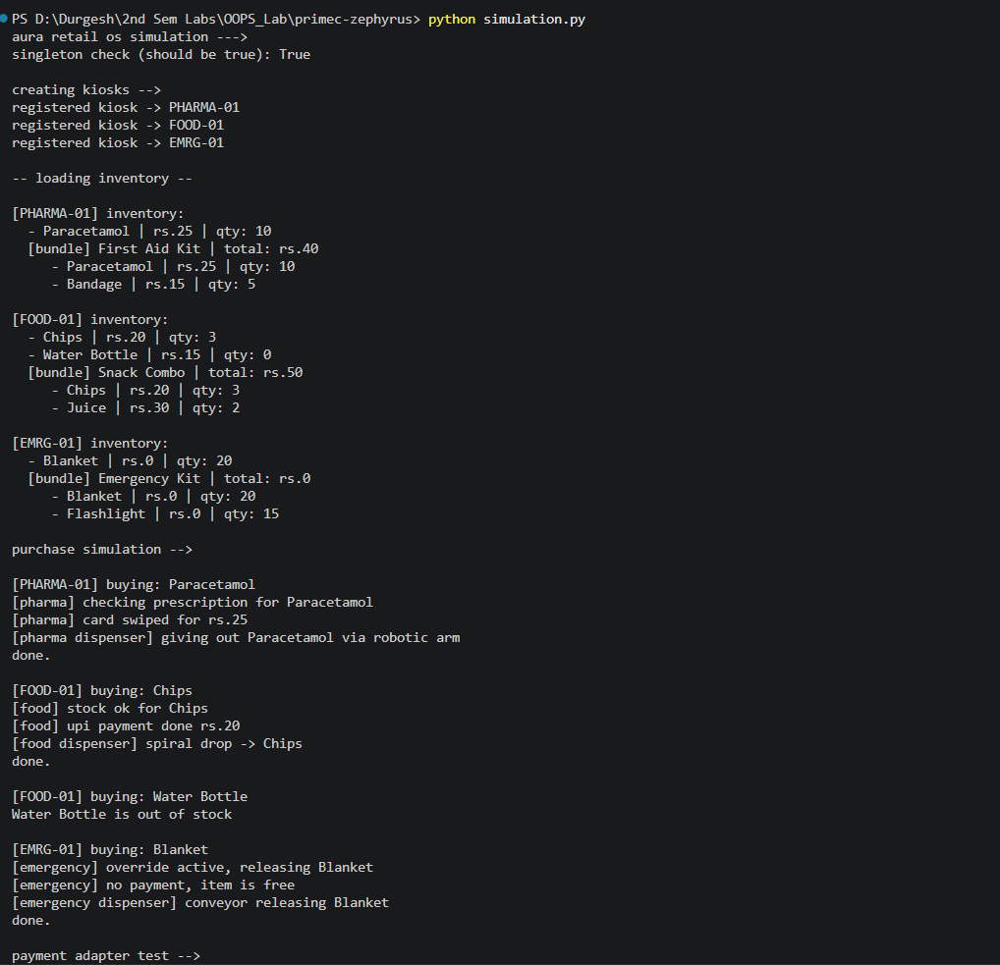 PS D:\Durgesh\2nd Sem Labs\OOPS_Lab\primec-zephyrus> python simulation.py
aura retail os simulation --->
singleton check (should be true): True

creating kiosks -->
registered kiosk -> PHARMA-01
registered kiosk -> FOOD-01
registered kiosk -> EMRG-01

-- loading inventory --

[PHARMA-01] inventory:
  - Paracetamol | rs.25 | qty: 10
  [bundle] First Aid Kit | total: rs.40
     - Paracetamol | rs.25 | qty: 10
     - Bandage | rs.15 | qty: 5

[FOOD-01] inventory:
  - Chips | rs.20 | qty: 3
  - Water Bottle | rs.15 | qty: 0
  [bundle] Snack Combo | total: rs.50
     - Chips | rs.20 | qty: 3
     - Juice | rs.30 | qty: 2

[EMRG-01] inventory:
  - Blanket | rs.0 | qty: 20
  [bundle] Emergency Kit | total: rs.0
     - Blanket | rs.0 | qty: 20
     - Flashlight | rs.0 | qty: 15

purchase simulation -->

[PHARMA-01] buying: Paracetamol
[pharma] checking prescription for Paracetamol
[pharma] card swiped for rs.25
[pharma dispenser] giving out Paracetamol via robotic arm
done.

[FOOD-01] buying: Chips
[food] stock ok for Chips
[food] upi payment done rs.20
[food dispenser] spiral drop -> Chips
done.

[FOOD-01] buying: Water Bottle
Water Bottle is out of stock

[EMRG-01] buying: Blanket
[emergency] override active, releasing Blanket
[emergency] no payment, item is free
[emergency dispenser] conveyor releasing Blanket
done.

payment adapter test -->